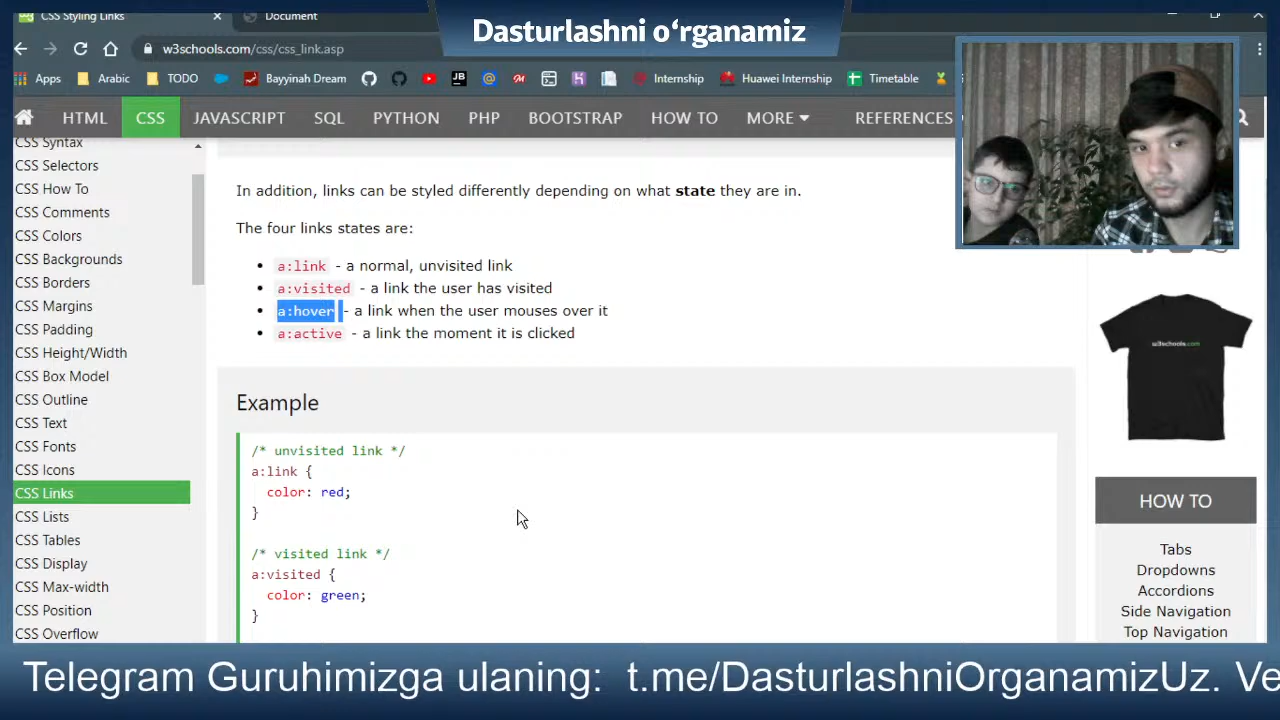 CSS Styling Links
Document
Dasturlashni o‘rganamiz
w3schools.com/css/css_link.asp
Apps Arabic TODO Bayyinah Dream JB Internship Huawei Internship Timetable
HTML CSS JAVASCRIPT SQL PYTHON PHP BOOTSTRAP HOW TO MORE REFERENCES
CSS Syntax
CSS Selectors
CSS How To
CSS Comments
CSS Colors
CSS Backgrounds
CSS Borders
CSS Margins
CSS Padding
CSS Height/Width
CSS Box Model
CSS Outline
CSS Text
CSS Fonts
CSS Icons
CSS Links
CSS Lists
CSS Tables
CSS Display
CSS Max-width
CSS Position
CSS Overflow
In addition, links can be styled differently depending on what state they are in.
The four links states are:
a:link - a normal, unvisited link
a:visited - a link the user has visited
a:hover - a link when the user mouses over it
a:active - a link the moment it is clicked
Example
/* unvisited link */
a:link {
color: red;
}
/* visited link */
a:visited {
color: green;
}
w3schools.com
HOW TO
Tabs
Dropdowns
Accordions
Side Navigation
Top Navigation
Telegram Guruhimizga ulaning: t.me/DasturlashniOrganamizUz. Ve